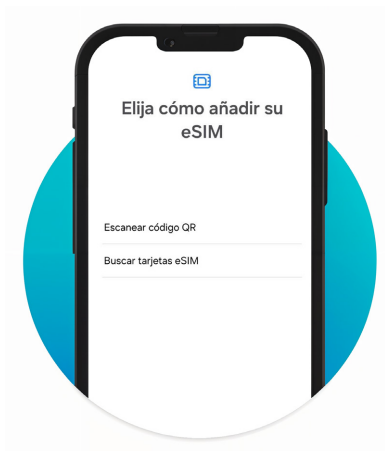 Elija cómo añadir su
eSIM
Escanear código QR
Buscar tarjetas eSIM